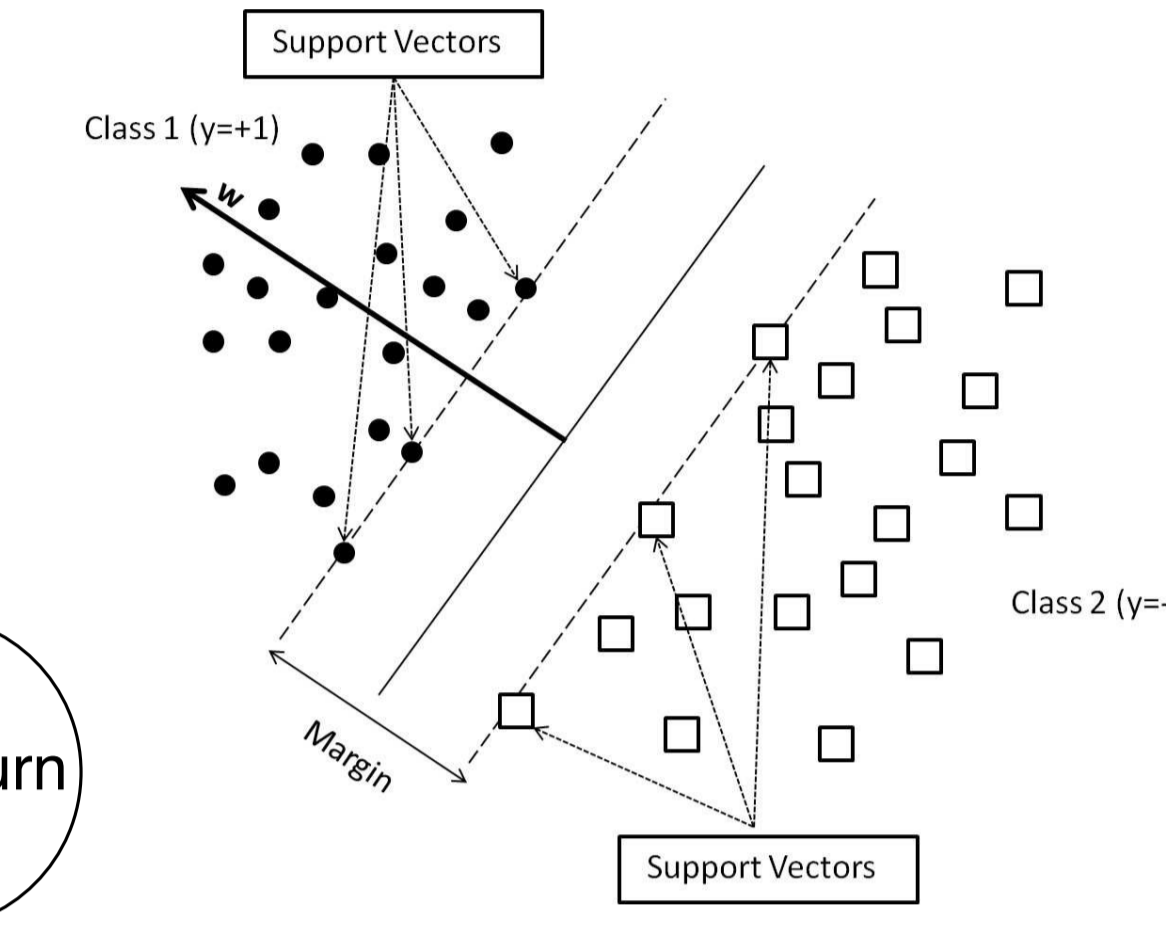 Support Vectors
Class 1 (y=+1)
w
Class 2 (y=-
Margin
urn
Support Vectors